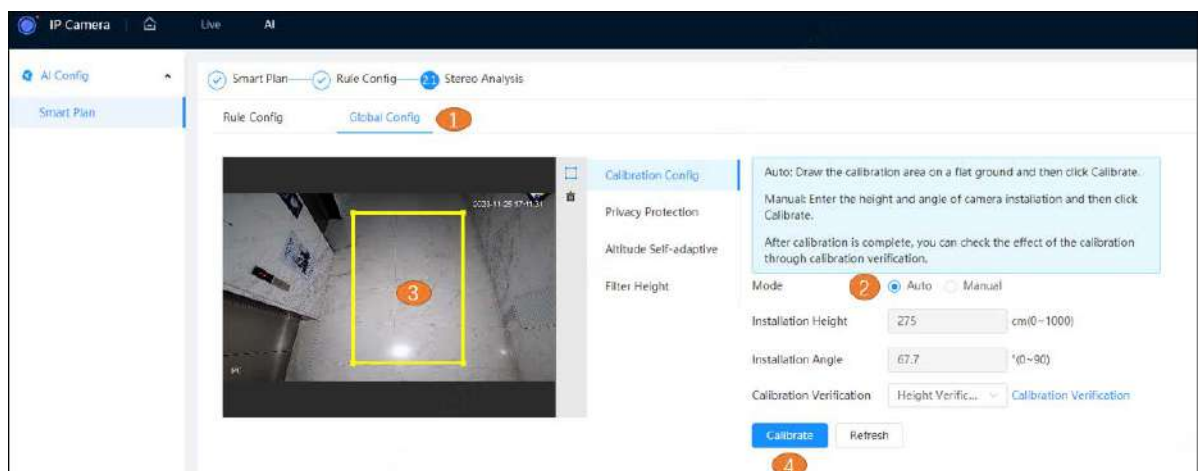 IP Camera Live AI
AI Config
Smart Plan
Smart Plan Rule Config 2.1 Stereo Analysis
Rule Config Global Config 1
Calibration Config
Privacy Protection
Altitude Self-adaptive
Filter Height
3
IPC
Auto: Draw the calibration area on a flat ground and then click Calibrate.
Manual: Enter the height and angle of camera installation and then click
Calibrate.
After calibration is complete, you can check the effect of the calibration
through calibration verification.
Mode 2 Auto Manual
Installation Height 275 cm(0~1000)
Installation Angle 67.7 °(0~90)
Calibration Verification Height Verific... Calibration Verification
Calibrate Refresh
4